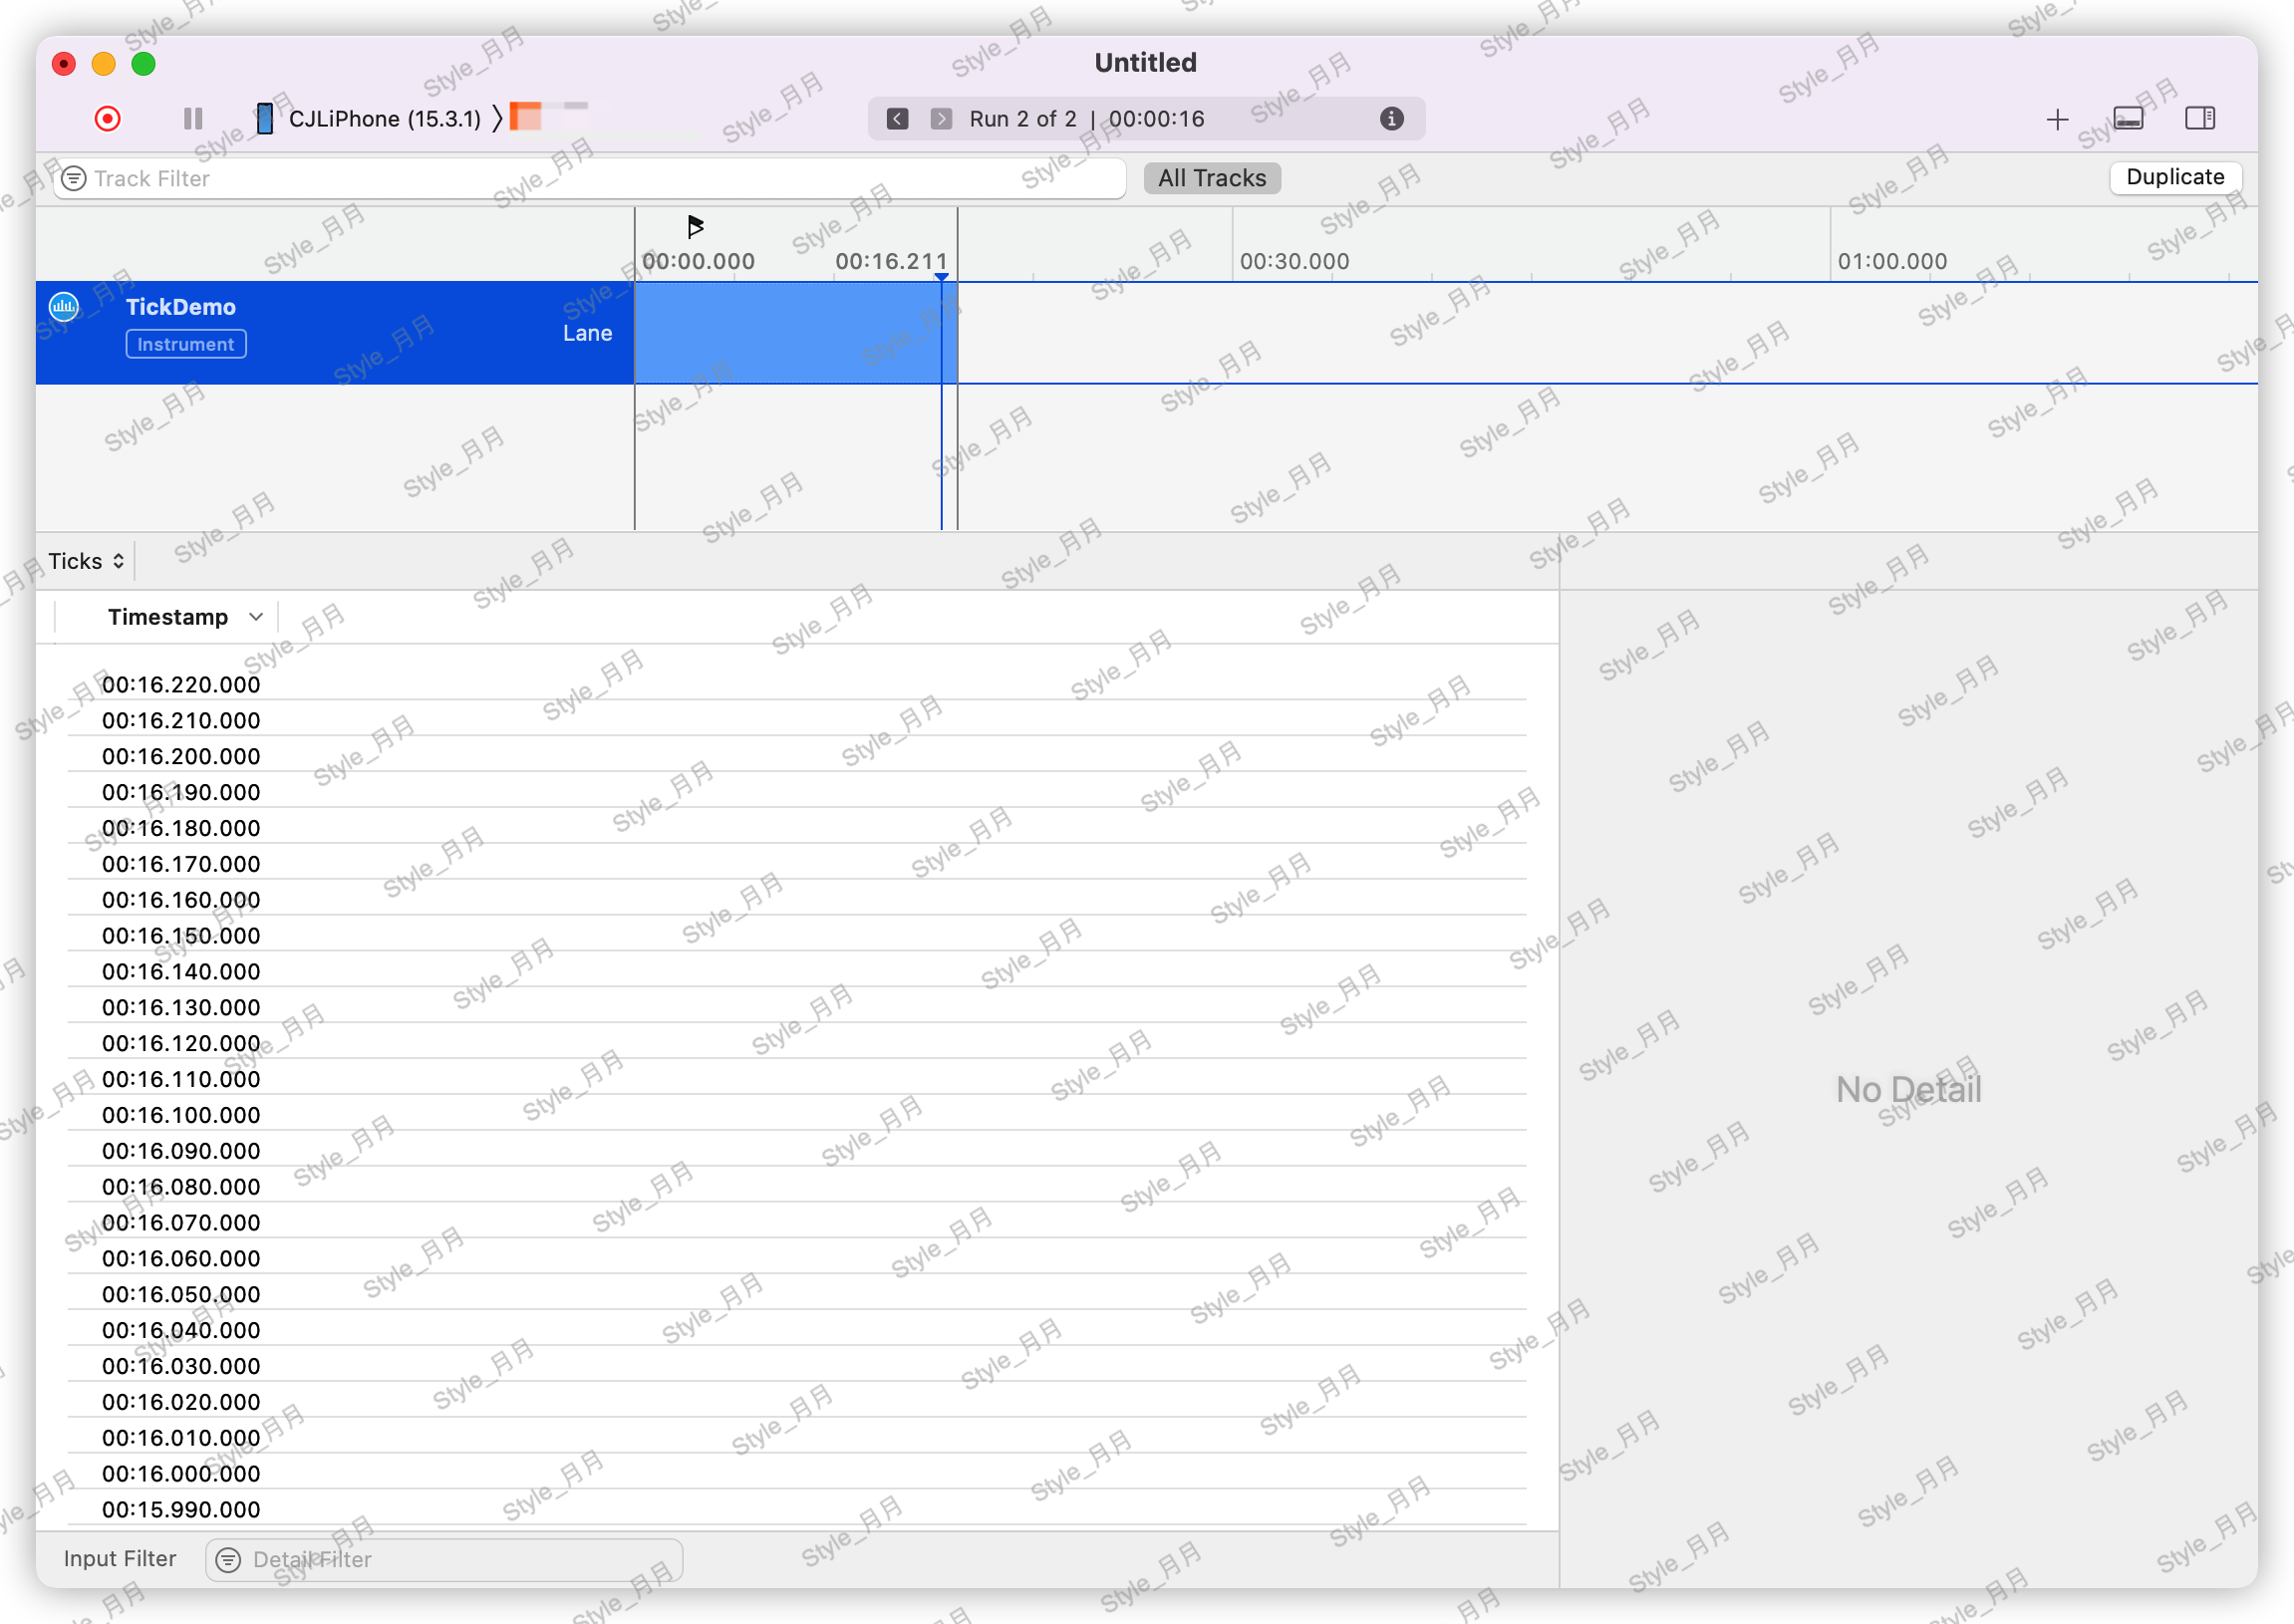 Untitled
CJLiPhone (15.3.1)
Run 2 of 2 | 00:00:16
Track Filter
All Tracks
Duplicate
00:00.000
00:16.211
00:30.000
01:00.000
TickDemo
Instrument
Lane
Ticks
Timestamp
00:16.220.000
00:16.210.000
00:16.200.000
00:16.190.000
00:16.180.000
00:16.170.000
00:16.160.000
00:16.150.000
00:16.140.000
00:16.130.000
00:16.120.000
00:16.110.000
00:16.100.000
00:16.090.000
00:16.080.000
00:16.070.000
00:16.060.000
00:16.050.000
00:16.040.000
00:16.030.000
00:16.020.000
00:16.010.000
00:16.000.000
00:15.990.000
No Detail
Input Filter
Detail Filter
Style_月月